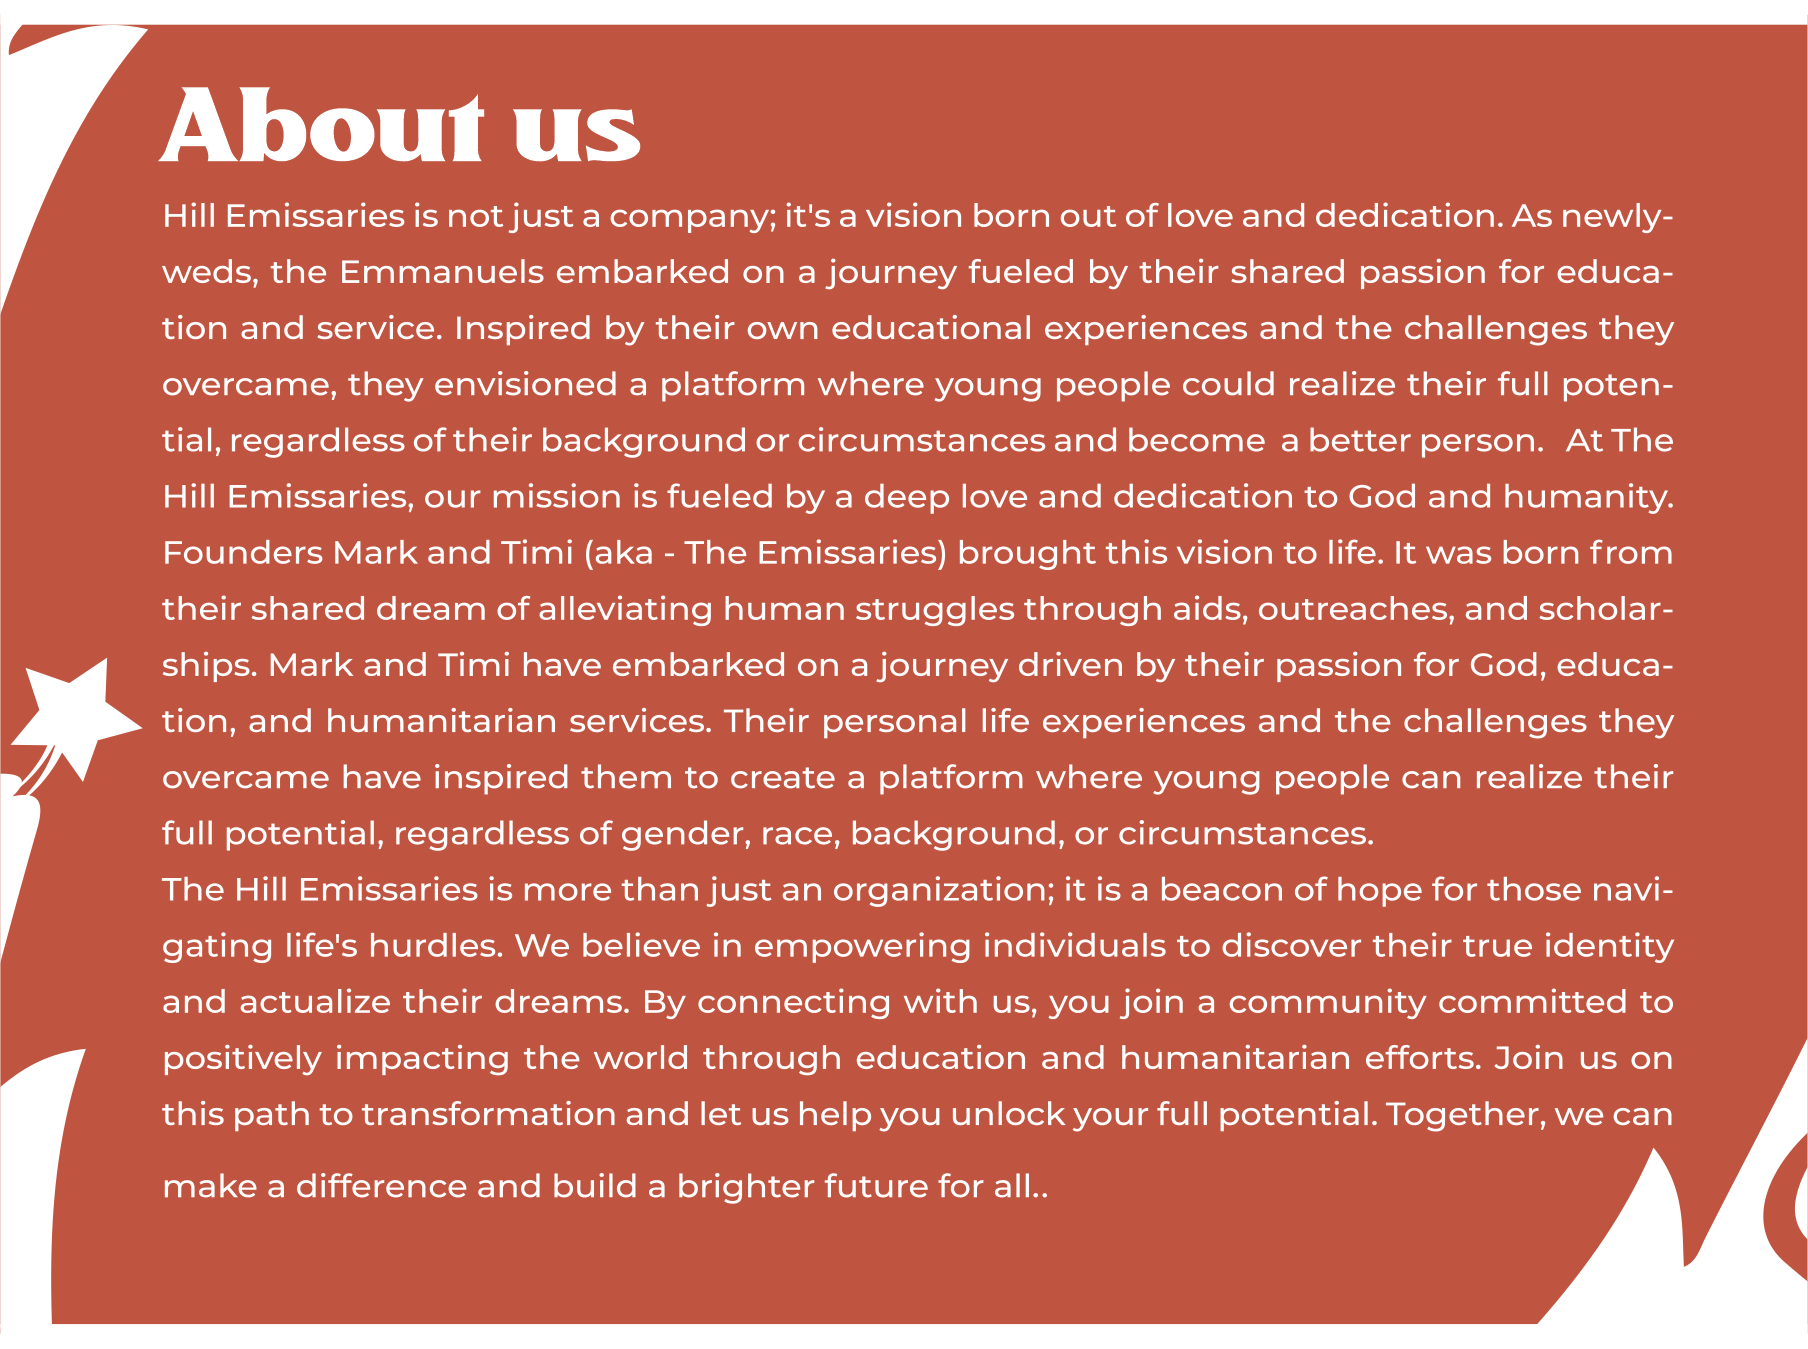 About us
Hill Emissaries is not just a company; it's a vision born out of love and dedication. As newly-
weds, the Emmanuels embarked on a journey fueled by their shared passion for educa-
tion and service. Inspired by their own educational experiences and the challenges they
overcame, they envisioned a platform where young people could realize their full poten-
tial, regardless of their background or circumstances and become  a better person.   At The
Hill Emissaries, our mission is fueled by a deep love and dedication to God and humanity.
Founders Mark and Timi (aka - The Emissaries) brought this vision to life. It was born from
their shared dream of alleviating human struggles through aids, outreaches, and scholar-
ships. Mark and Timi have embarked on a journey driven by their passion for God, educa-
tion, and humanitarian services. Their personal life experiences and the challenges they
overcame have inspired them to create a platform where young people can realize their
full potential, regardless of gender, race, background, or circumstances.
The Hill Emissaries is more than just an organization; it is a beacon of hope for those navi-
gating life's hurdles. We believe in empowering individuals to discover their true identity
and actualize their dreams. By connecting with us, you join a community committed to
positively impacting the world through education and humanitarian efforts. Join us on
this path to transformation and let us help you unlock your full potential. Together, we can
make a difference and build a brighter future for all..